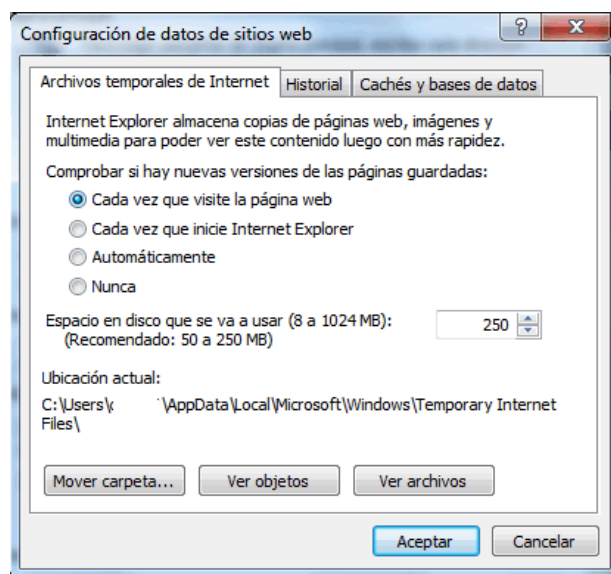 Configuración de datos de sitios web
Archivos temporales de Internet
Historial
Cachés y bases de datos
Internet Explorer almacena copias de páginas web, imágenes y
multimedia para poder ver este contenido luego con más rapidez.
Comprobar si hay nuevas versiones de las páginas guardadas:
Cada vez que visite la página web
Cada vez que inicie Internet Explorer
Automáticamente
Nunca
Espacio en disco que se va a usar (8 a 1024 MB):
250
(Recomendado: 50 a 250 MB)
Ubicación actual:
C:\Users\ \AppData\Local\Microsoft\Windows\Temporary Internet
Files\
Mover carpeta...
Ver objetos
Ver archivos
Aceptar
Cancelar